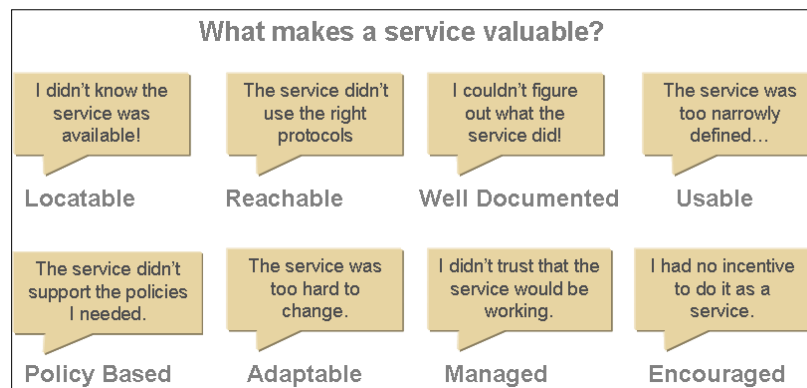 What makes a service valuable?
I didn't know the
service was
available!
The service didn't
use the right
protocols
I couldn't figure
out what the
service did!
The service was
too narrowly
defined…
Locatable
Reachable
Well Documented
Usable
The service didn't
support the policies
I needed.
The service was
too hard to
change.
I didn't trust that the
service would be
working.
I had no incentive
to do it as a
service.
Policy Based
Adaptable
Managed
Encouraged